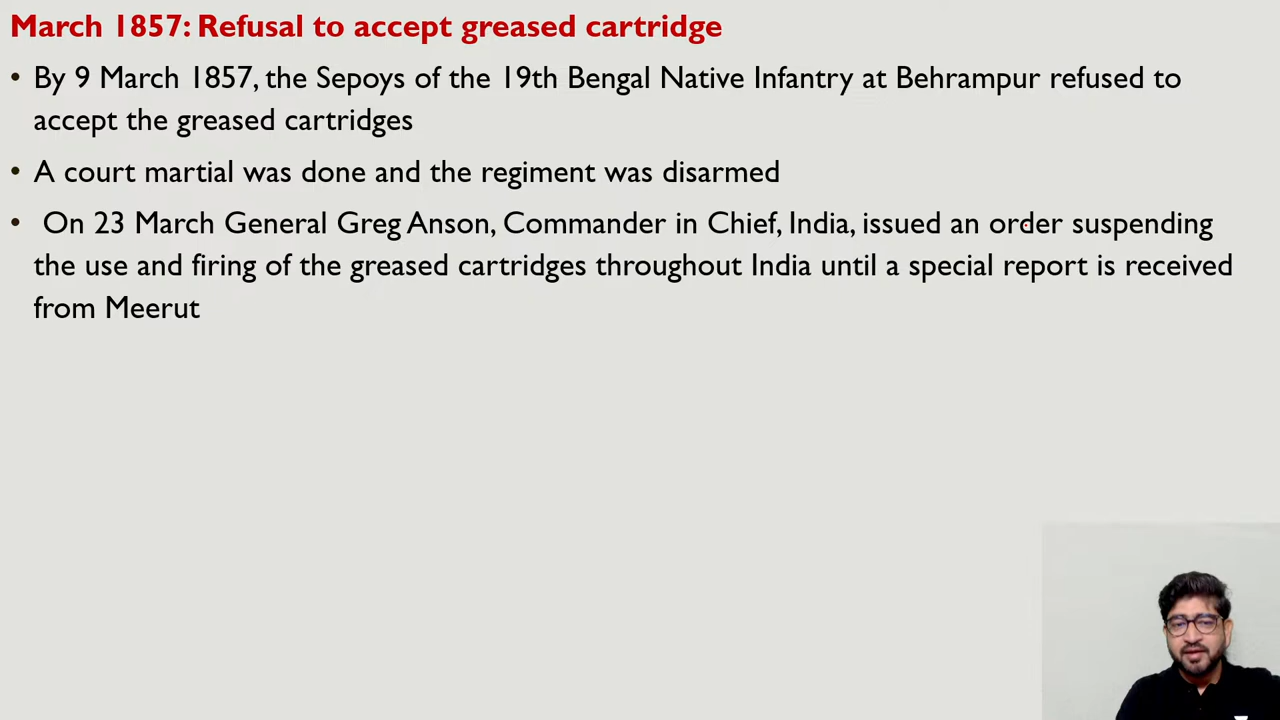 March 1857: Refusal to accept greased cartridge
• By 9 March 1857, the Sepoys of the 19th Bengal Native Infantry at Behrampur refused to
accept the greased cartridges
• A court martial was done and the regiment was disarmed
• On 23 March General Greg Anson, Commander in Chief, India, issued an order suspending
the use and firing of the greased cartridges throughout India until a special report is received
from Meerut